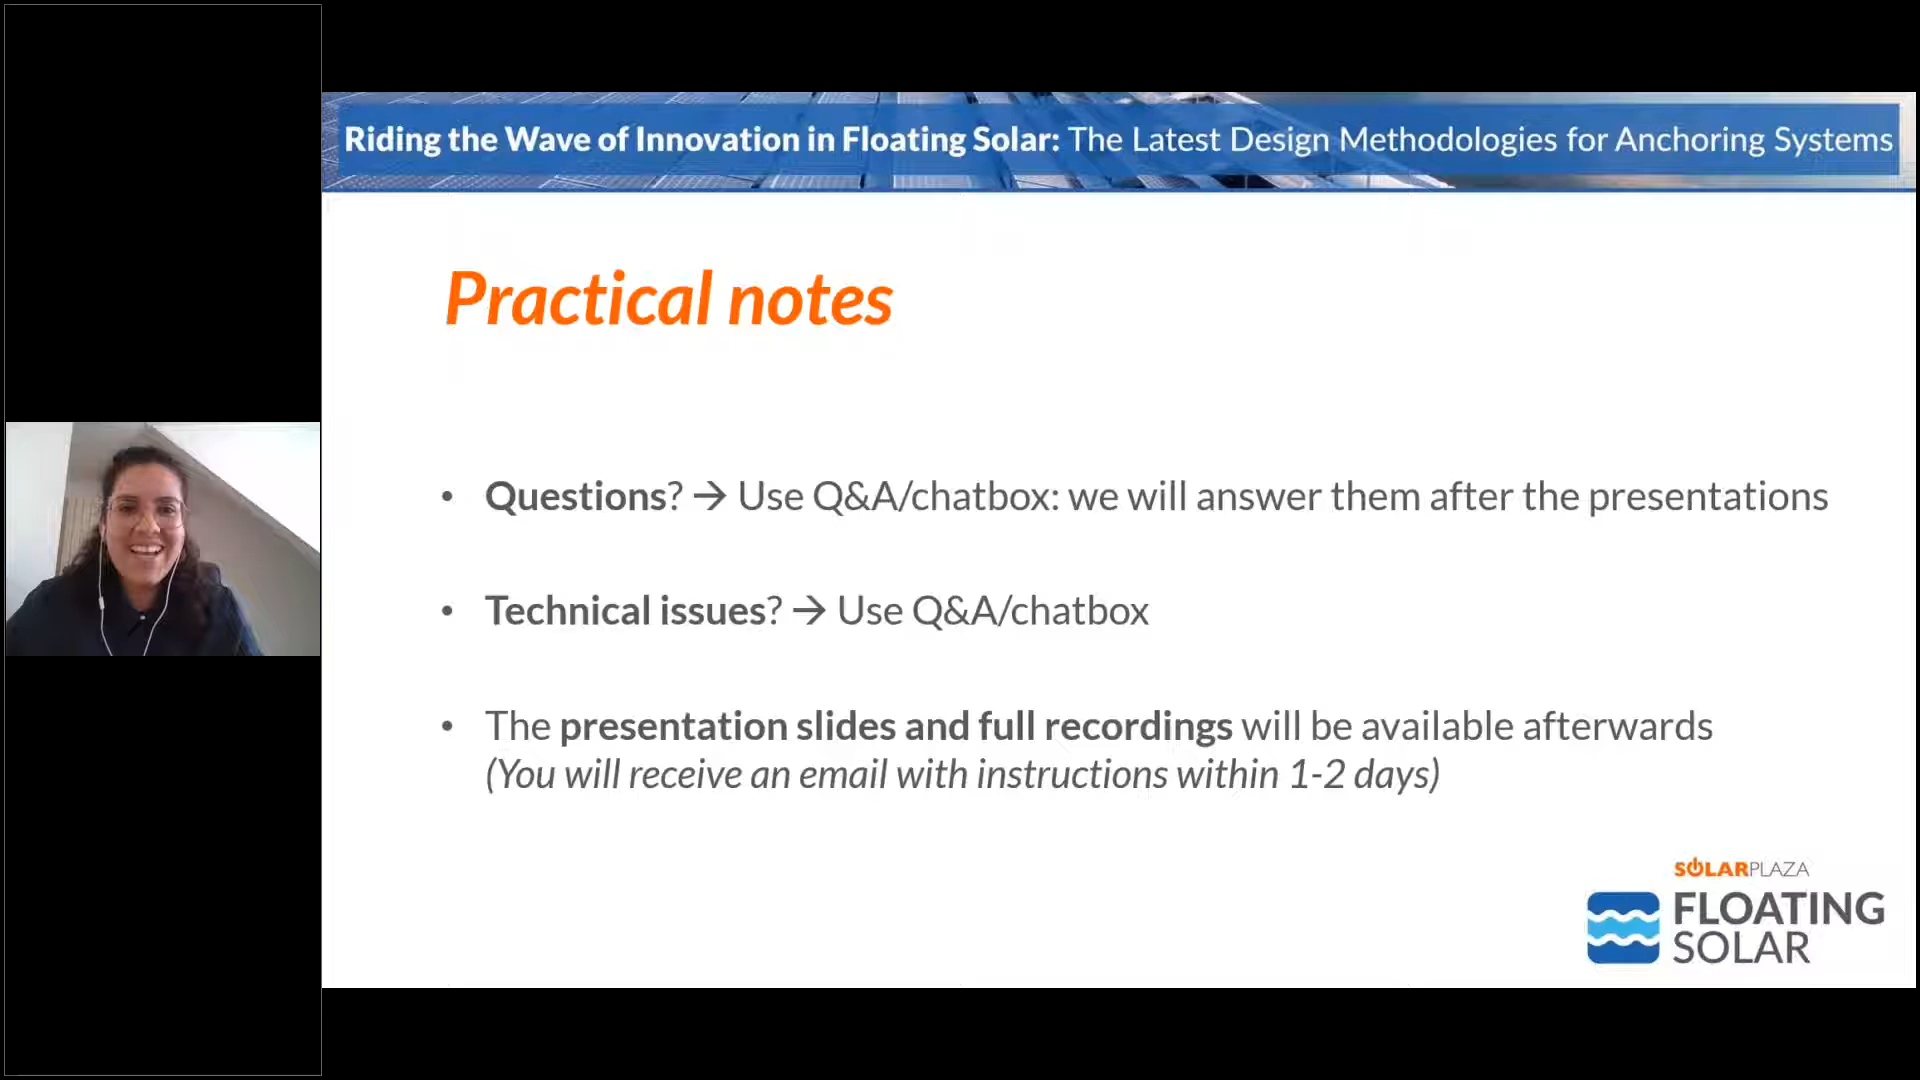 Riding the Wave of Innovation in Floating Solar: The Latest Design Methodologies for Anchoring Systems
Practical notes
• Questions? → Use Q&A/chatbox: we will answer them after the presentations
• Technical issues? → Use Q&A/chatbox
• The presentation slides and full recordings will be available afterwards
(You will receive an email with instructions within 1-2 days)
SOLARPLAZA
FLOATING
SOLAR